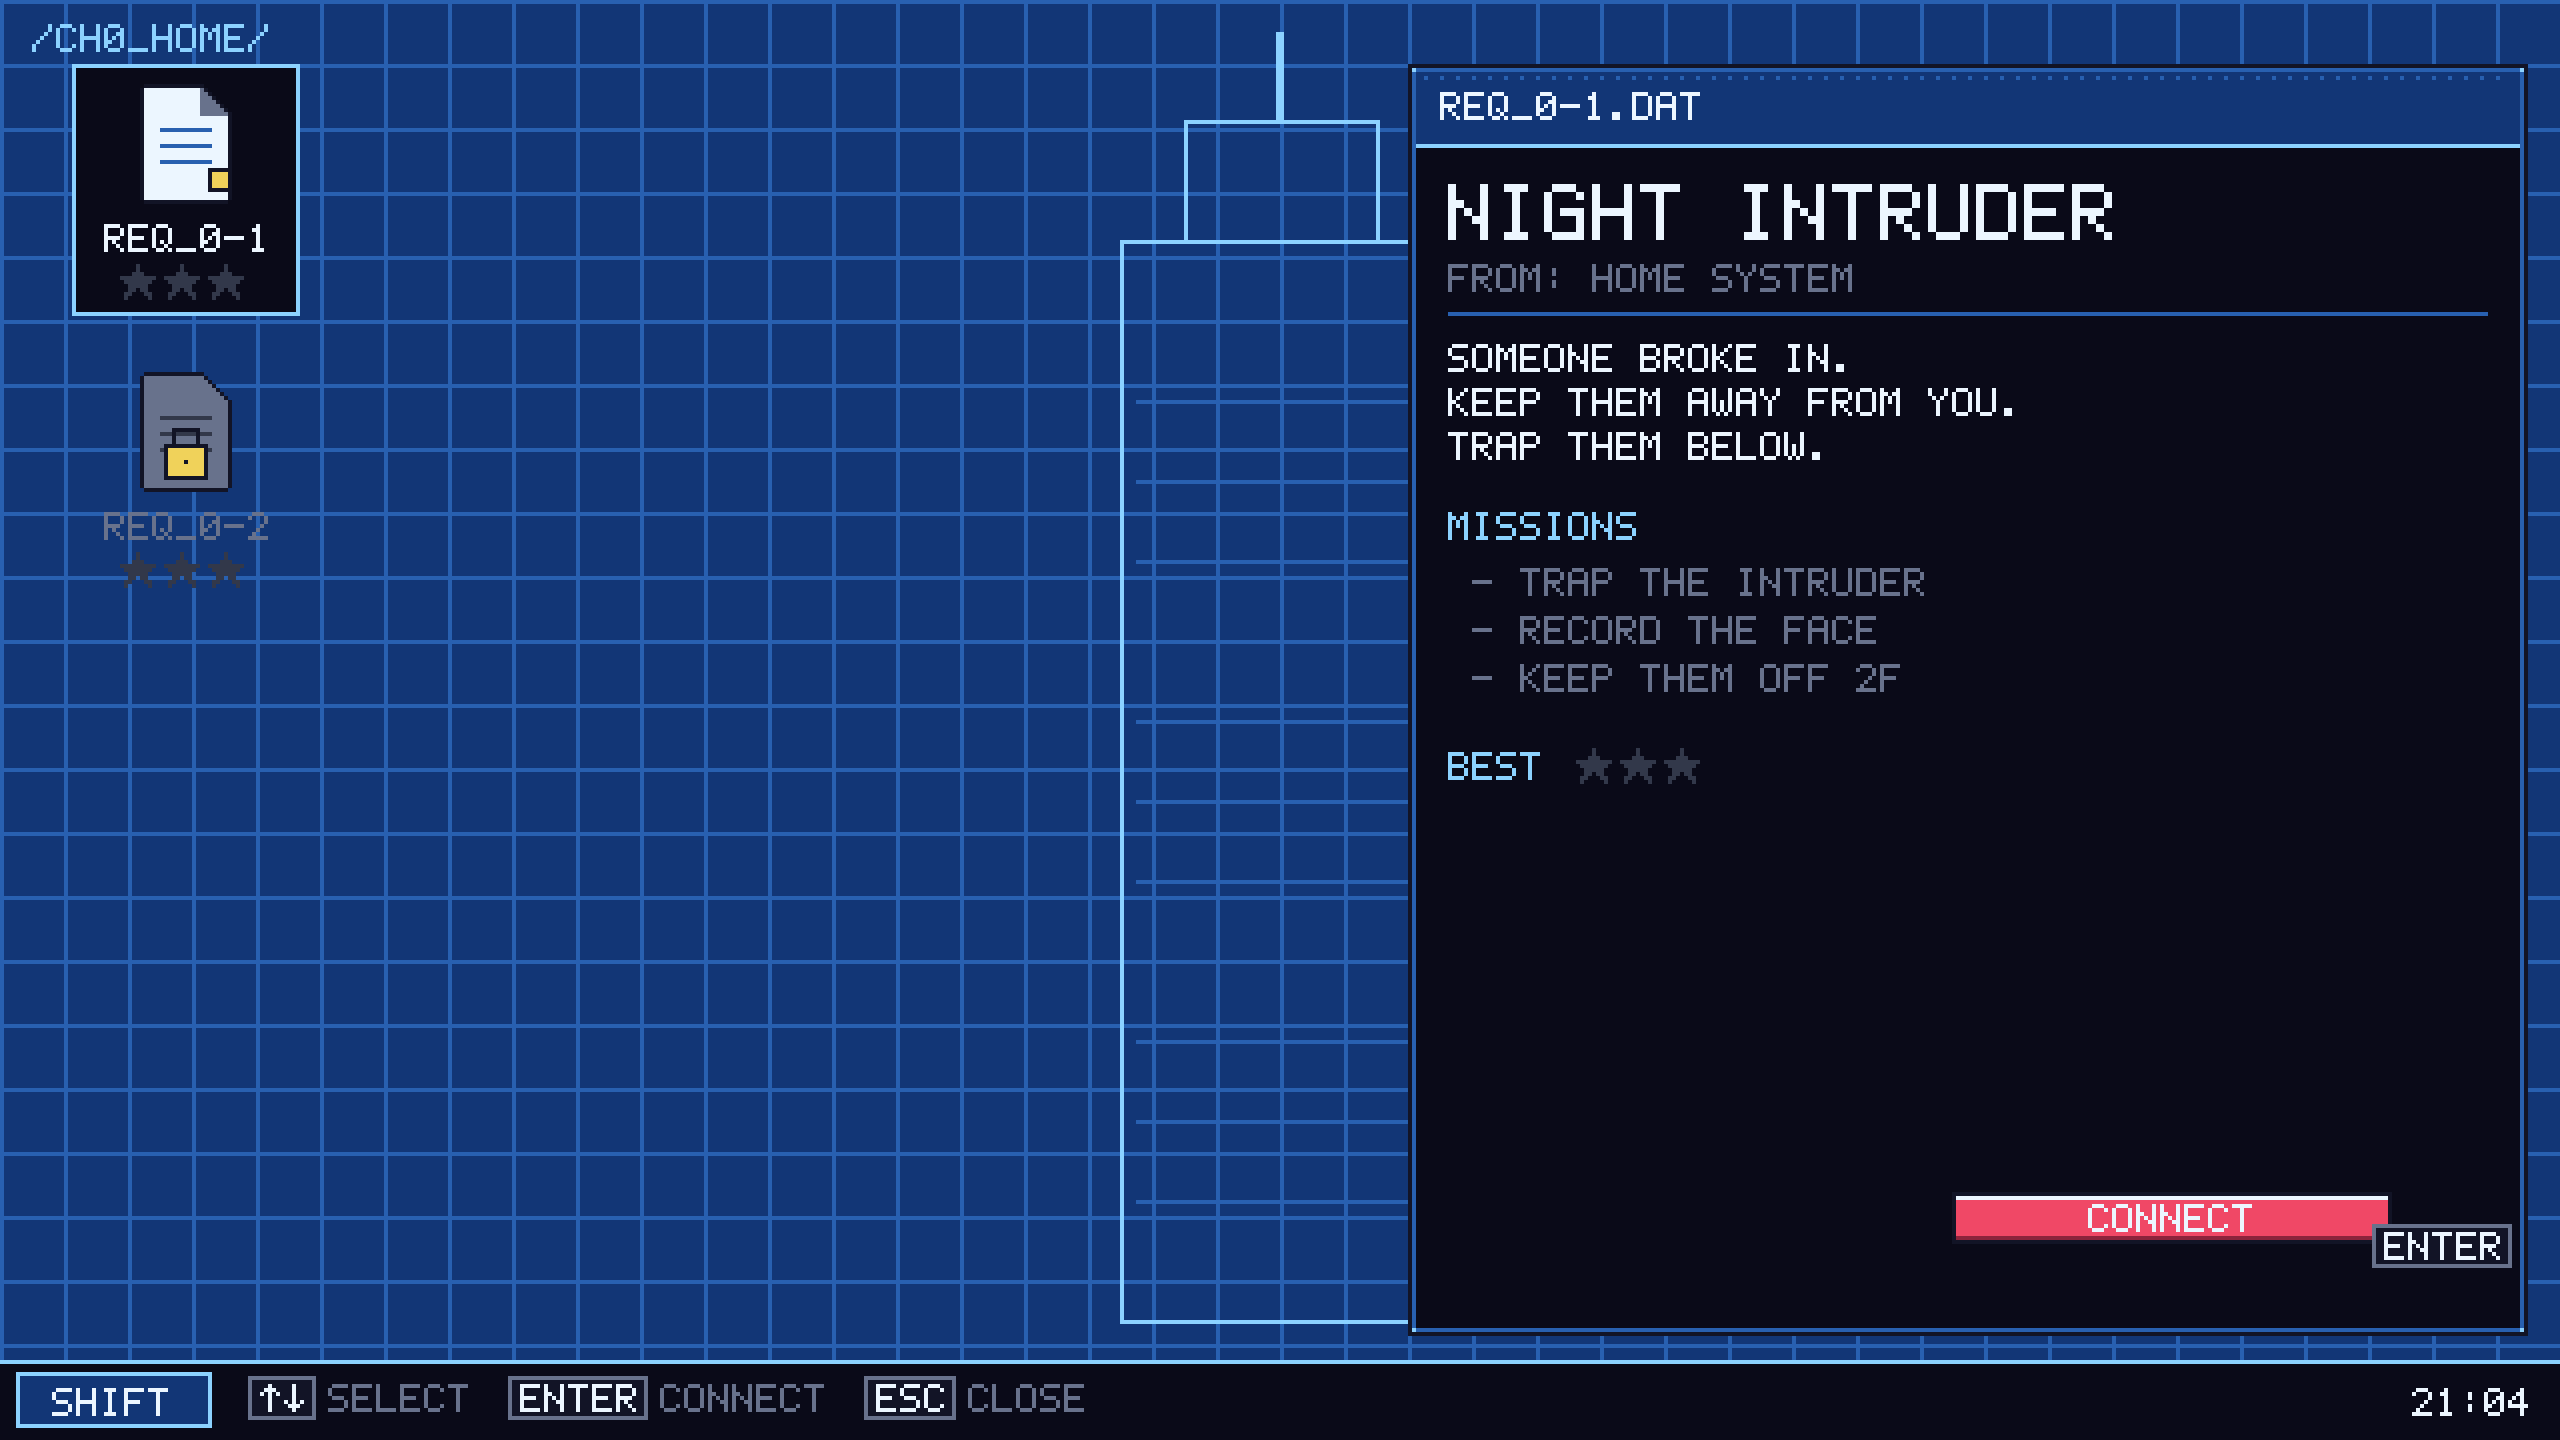 /CH0_HOME/
REQ_0-1
REQ_0-2
REQ_0-1.DAT
NIGHT INTRUDER
FROM: HOME SYSTEM
SOMEONE BROKE IN.
KEEP THEM AWAY FROM YOU.
TRAP THEM BELOW.
MISSIONS
- TRAP THE INTRUDER
- RECORD THE FACE
- KEEP THEM OFF 2F
BEST
CONNECT
ENTER
SHIFT ↑↓ SELECT ENTER CONNECT ESC CLOSE 21:04